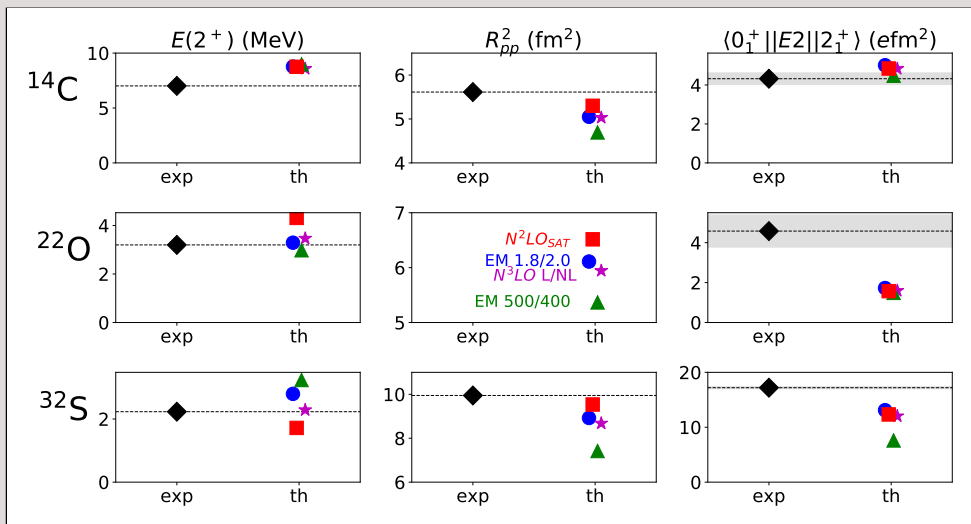 E(2⁺) (MeV)
R²pp (fm²)
⟨0₁⁺||E2||2₁⁺⟩ (efm²)
¹⁴C
10
5
0
exp
th
6
5
4
exp
th
4
2
0
exp
th
²²O
4
2
0
exp
th
7
6
5
N²LO_SAT
EM 1.8/2.0
N³LO L/NL
EM 500/400
exp
th
4
2
0
exp
th
³²S
2
0
exp
th
10
8
6
exp
th
20
10
0
exp
th